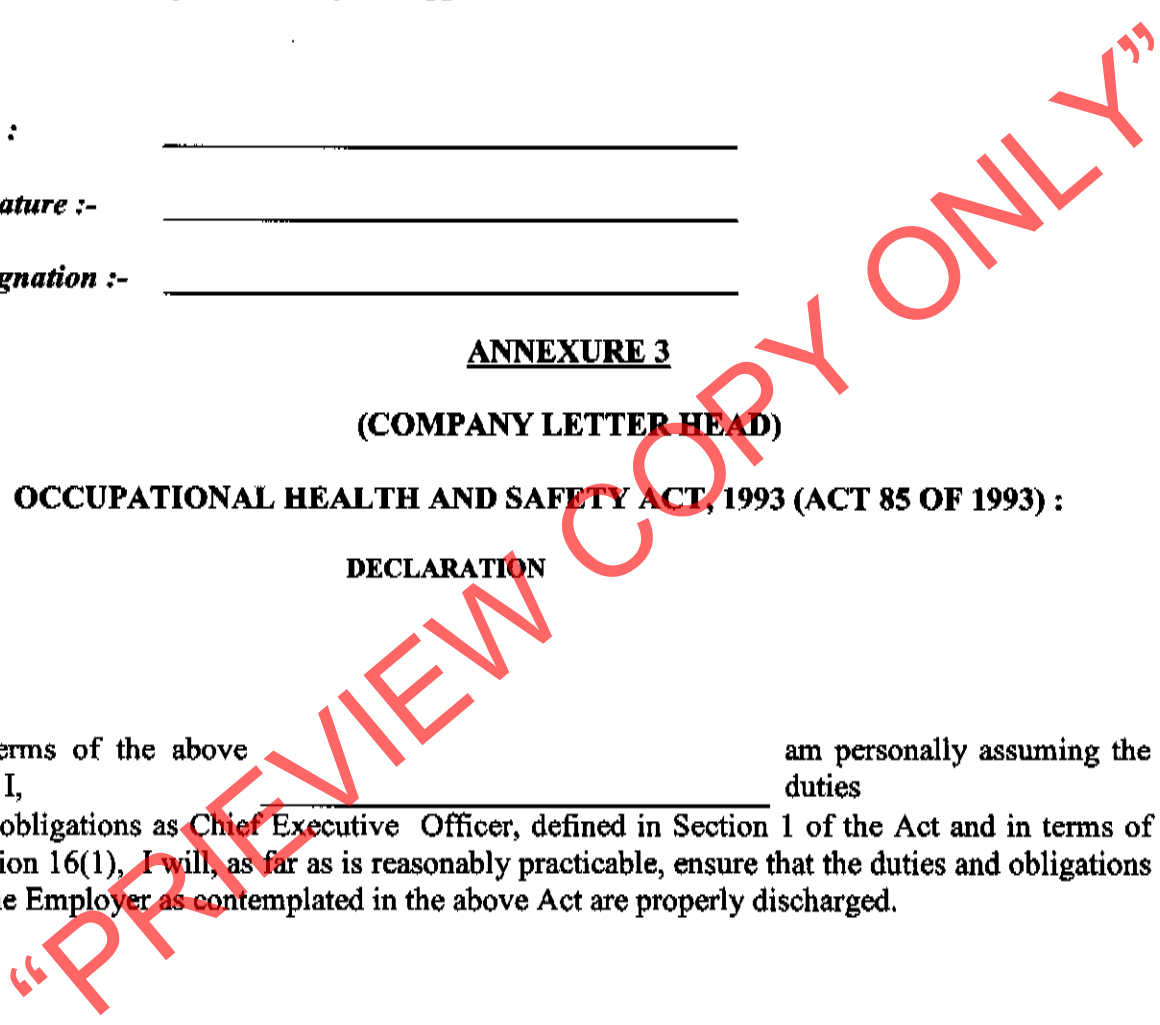 :
ature :-
gnation :-
ANNEXURE 3
(COMPANY LETTER HEAD)
OCCUPATIONAL HEALTH AND SAFETY ACT, 1993 (ACT 85 OF 1993) :
DECLARATION
erms of the above am personally assuming the
I, duties
obligations as Chief Executive Officer, defined in Section 1 of the Act and in terms of
ion 16(1), I will, as far as is reasonably practicable, ensure that the duties and obligations
e Employer as contemplated in the above Act are properly discharged.
“PRIEVIEW COPY ONLY”